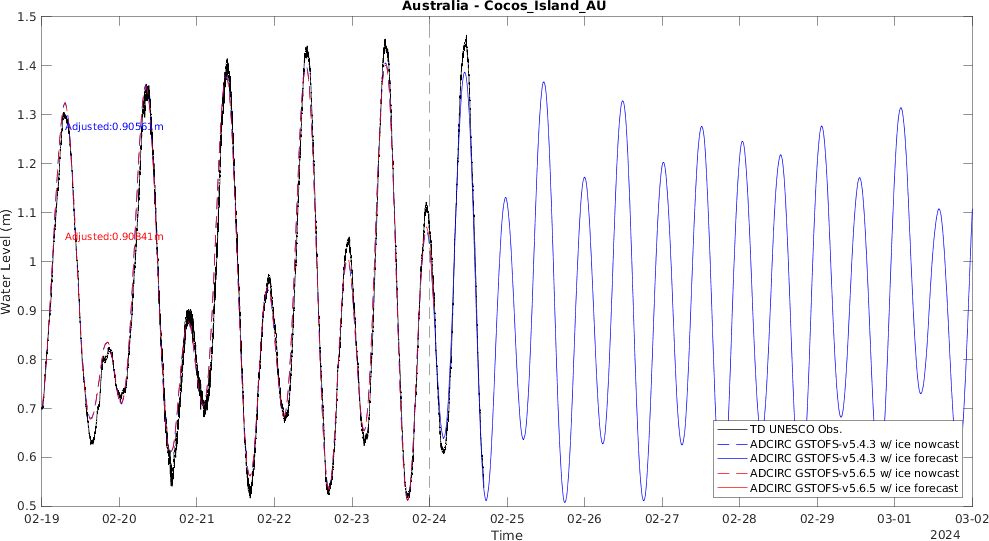 Australia - Cocos_Island_AU
1.5
1.4
1.3
1.2
1.1
1
0.9
0.8
0.7
0.6
0.5
Water Level (m)
Adjusted:0.90561m
Adjusted:0.90841m
TD UNESCO Obs.
ADCIRC GSTOFS-v5.4.3 w/ ice nowcast
ADCIRC GSTOFS-v5.4.3 w/ ice forecast
ADCIRC GSTOFS-v5.6.5 w/ ice nowcast
ADCIRC GSTOFS-v5.6.5 w/ ice forecast
02-19 02-20 02-21 02-22 02-23 02-24 02-25 02-26 02-27 02-28 02-29 03-01 03-02
Time
2024